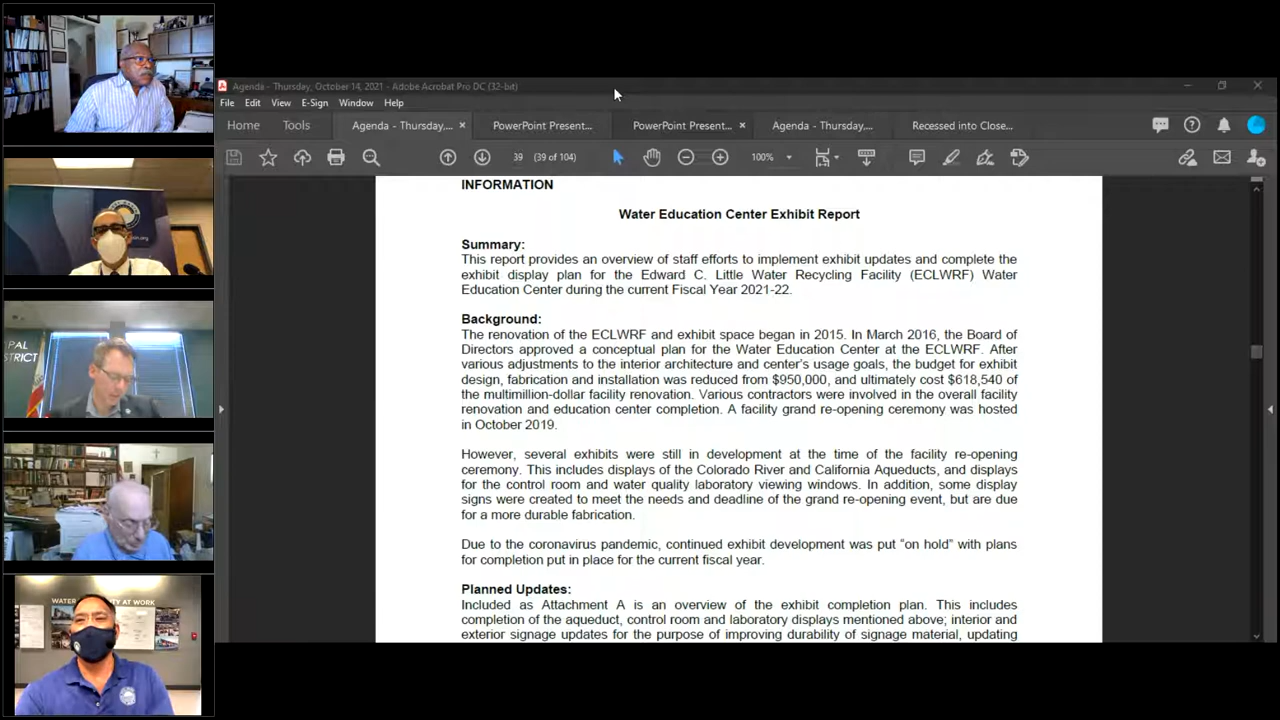 Agenda - Thursday, October 14, 2021 - Adobe Acrobat Pro DC (32-bit)
File Edit View E-Sign Window Help
Home Tools Agenda - Thursday,... × PowerPoint Present... PowerPoint Present... × Agenda - Thursday,... Recessed into Close...
39 (39 of 104) 100%
INFORMATION
Water Education Center Exhibit Report
Summary:
This report provides an overview of staff efforts to implement exhibit updates and complete the
exhibit display plan for the Edward C. Little Water Recycling Facility (ECLWRF) Water
Education Center during the current Fiscal Year 2021-22.
Background:
The renovation of the ECLWRF and exhibit space began in 2015. In March 2016, the Board of
Directors approved a conceptual plan for the Water Education Center at the ECLWRF. After
various adjustments to the interior architecture and center's usage goals, the budget for exhibit
design, fabrication and installation was reduced from $950,000, and ultimately cost $618,540 of
the multimillion-dollar facility renovation. Various contractors were involved in the overall facility
renovation and education center completion. A facility grand re-opening ceremony was hosted
in October 2019.
However, several exhibits were still in development at the time of the facility re-opening
ceremony. This includes displays of the Colorado River and California Aqueducts, and displays
for the control room and water quality laboratory viewing windows. In addition, some display
signs were created to meet the needs and deadline of the grand re-opening event, but are due
for a more durable fabrication.
Due to the coronavirus pandemic, continued exhibit development was put “on hold” with plans
for completion put in place for the current fiscal year.
Planned Updates:
Included as Attachment A is an overview of the exhibit completion plan. This includes
completion of the aqueduct, control room and laboratory displays mentioned above; interior and
exterior signage updates for the purpose of improving durability of signage material, updating
PAL
DISTRICT
WATER
Y AT WORK